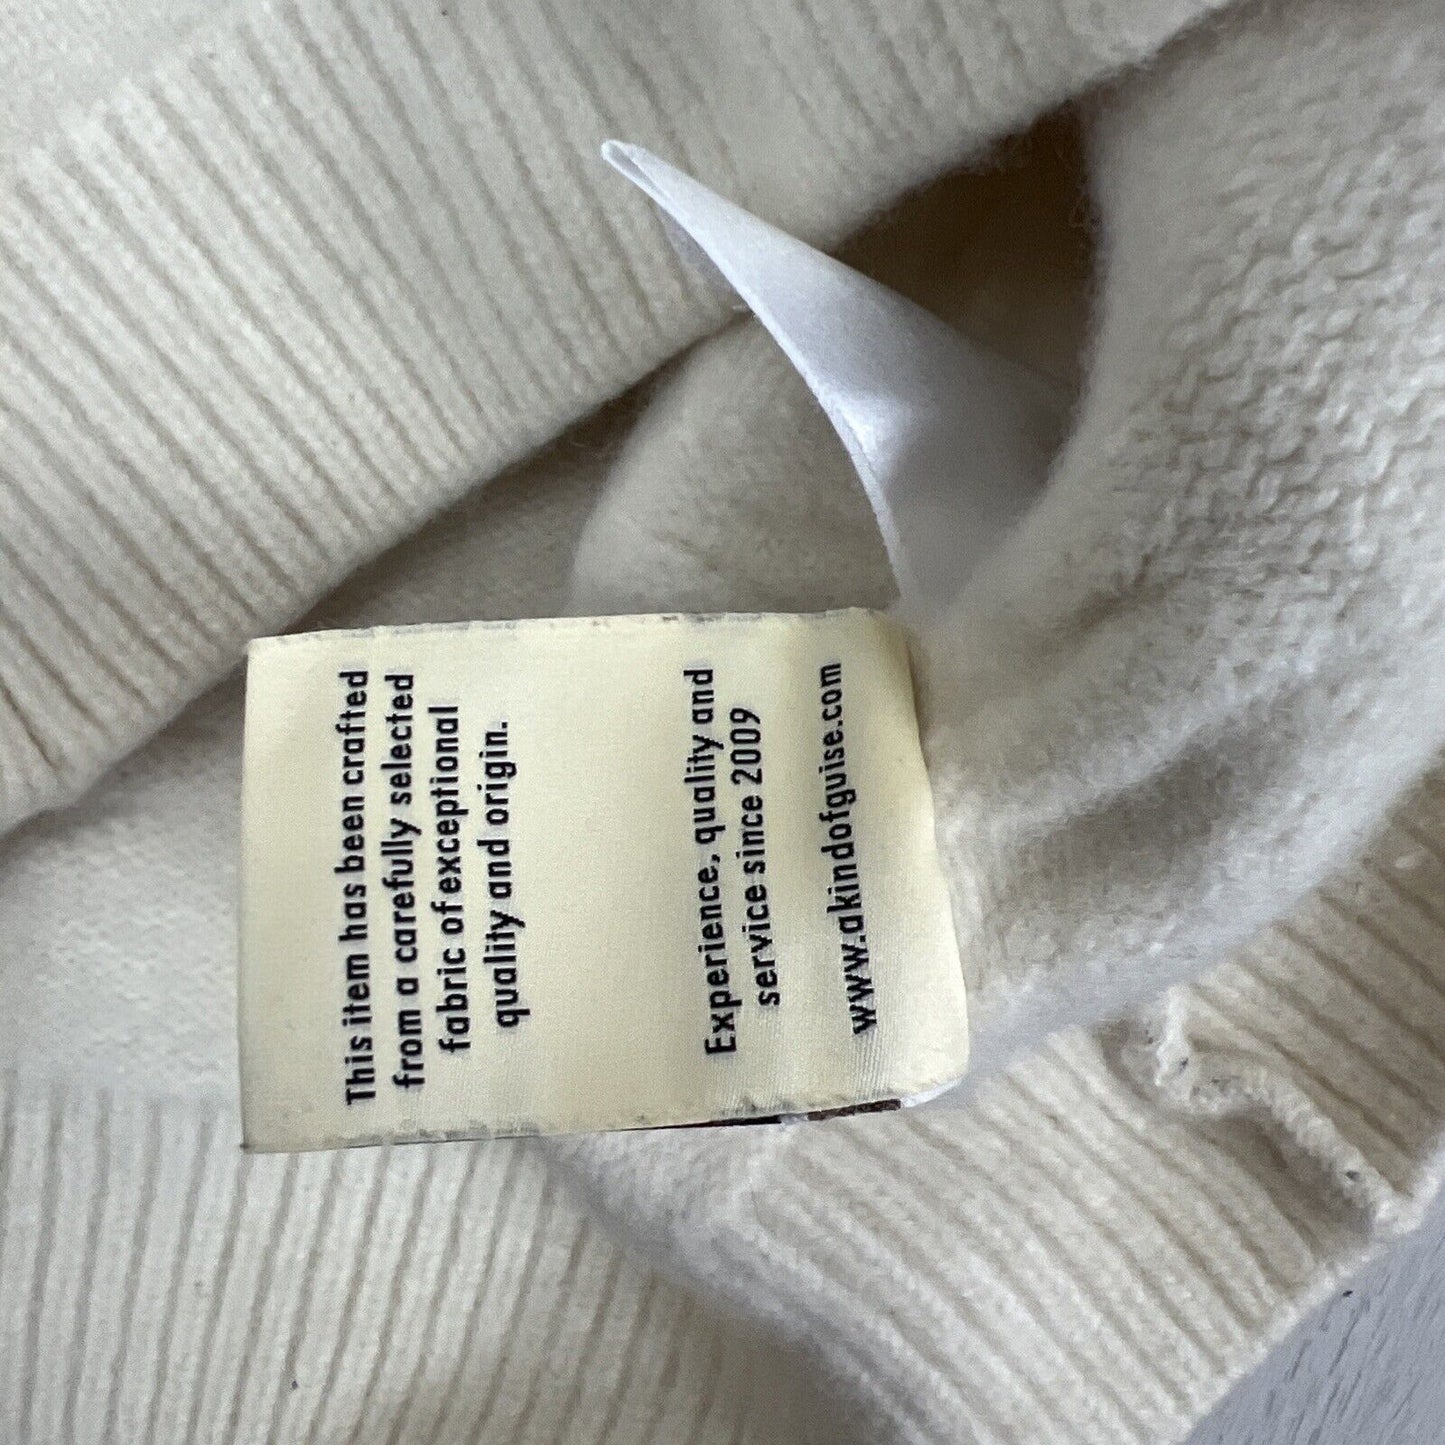 This item has been crafted
from a carefully selected
fabric of exceptional
quality and origin.
Experience, quality and
service since 2009
www.akindofguise.com